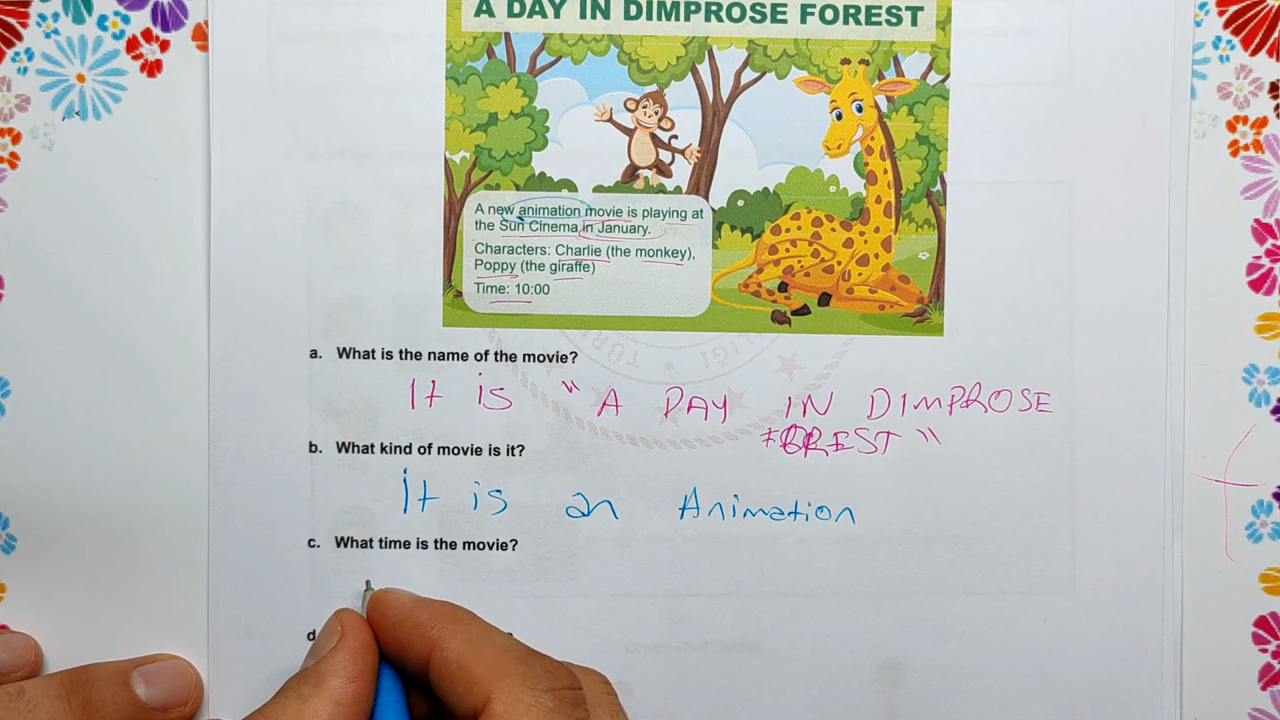 A DAY IN DIMPROSE FOREST
A new animation movie is playing at
the Sun Cinema in January.
Characters: Charlie (the monkey),
Poppy (the giraffe)
Time: 10:00
a. What is the name of the movie?
It is "A DAY IN DIMPROSE
FOREST"
b. What kind of movie is it?
It is an Animation
c. What time is the movie?
d